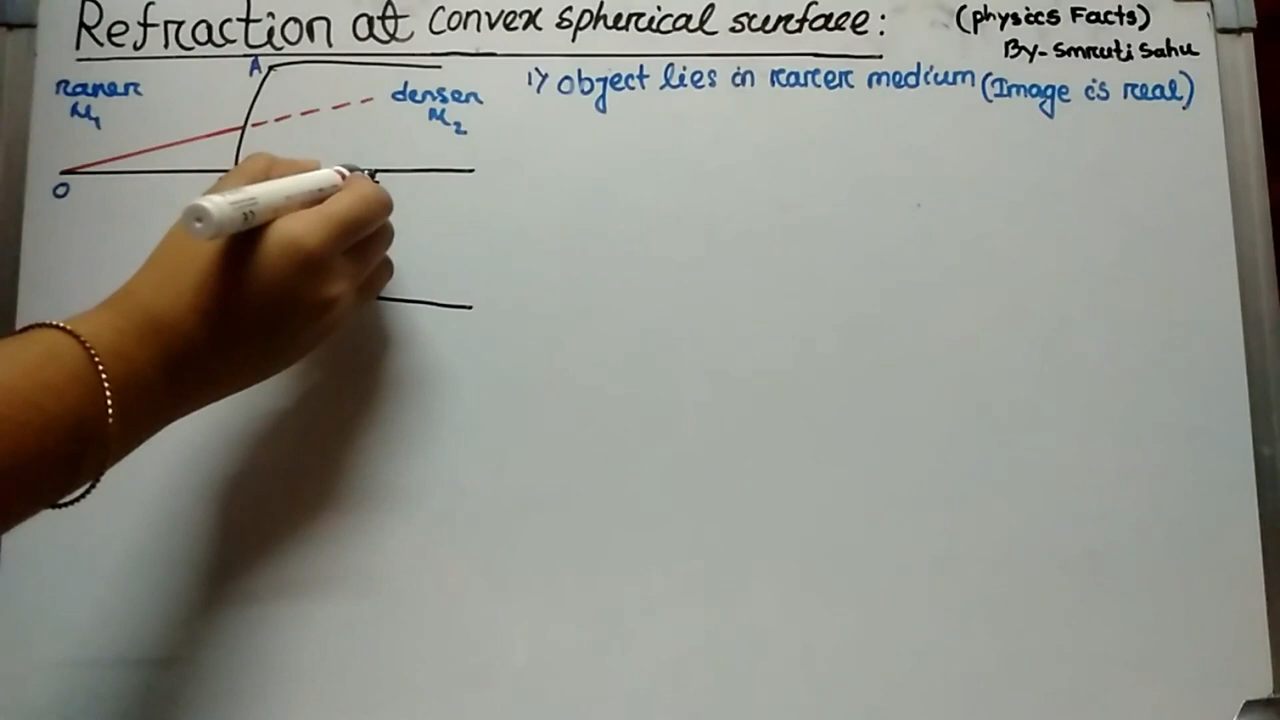 Refraction at convex spherical surface:
(physics Facts)
By-Smruti Sahu
A
rarer
μ₁
denser
μ₂
O
1) object lies in rarer medium (Image is real)